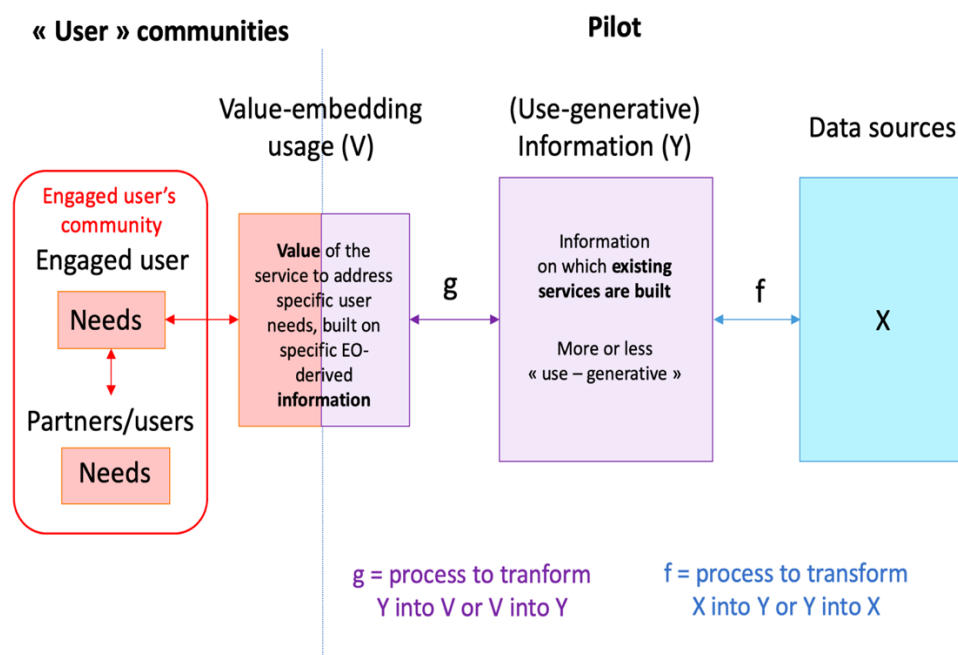 « User » communities
Pilot
Value-embedding
usage (V)
(Use-generative)
Information (Y)
Data sources
Engaged user's
community
Engaged user
Needs
Partners/users
Needs
Value of the
service to address
specific user
needs, built on
specific EO-
derived
information
g
Information
on which existing
services are built
More or less
« use – generative »
f
X
g = process to tranform
Y into V or V into Y
f = process to transform
X into Y or Y into X